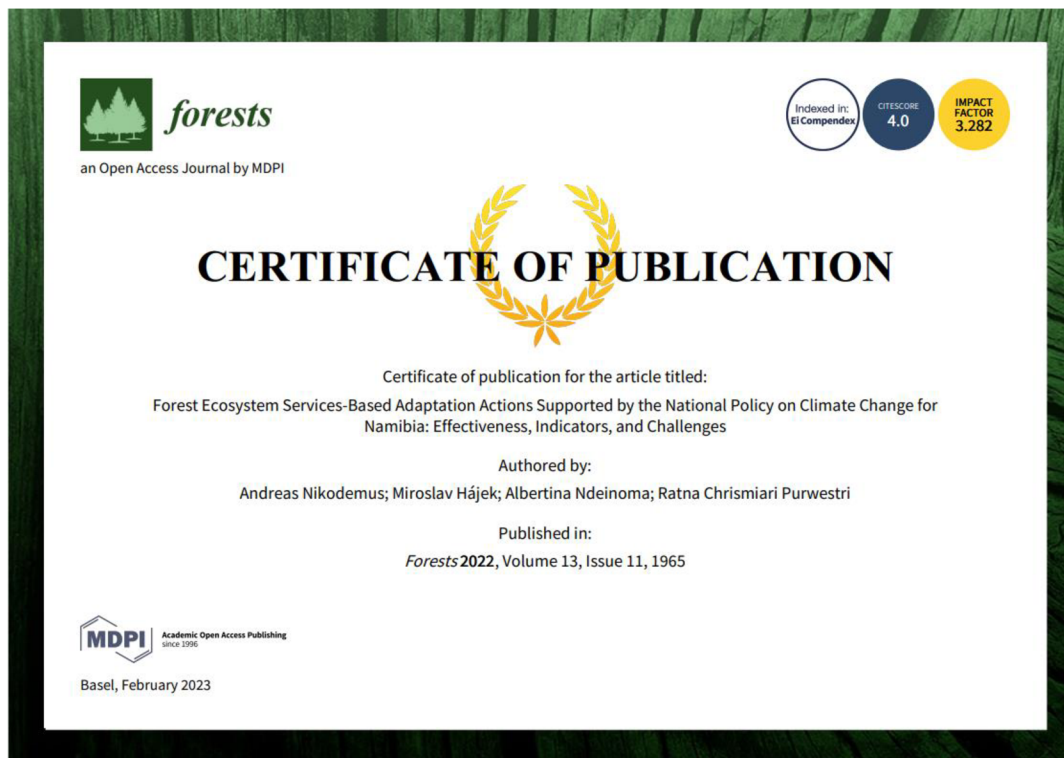 forests
an Open Access Journal by MDPI
Indexed in:
Ei Compendex
CITESCORE
4.0
IMPACT
FACTOR
3.282
CERTIFICATE OF PUBLICATION
Certificate of publication for the article titled:
Forest Ecosystem Services-Based Adaptation Actions Supported by the National Policy on Climate Change for
Namibia: Effectiveness, Indicators, and Challenges
Authored by:
Andreas Nikodemus; Miroslav Hájek; Albertina Ndeinoma; Ratna Chrismiari Purwestri
Published in:
Forests 2022, Volume 13, Issue 11, 1965
MDPI
Academic Open Access Publishing
since 1996
Basel, February 2023